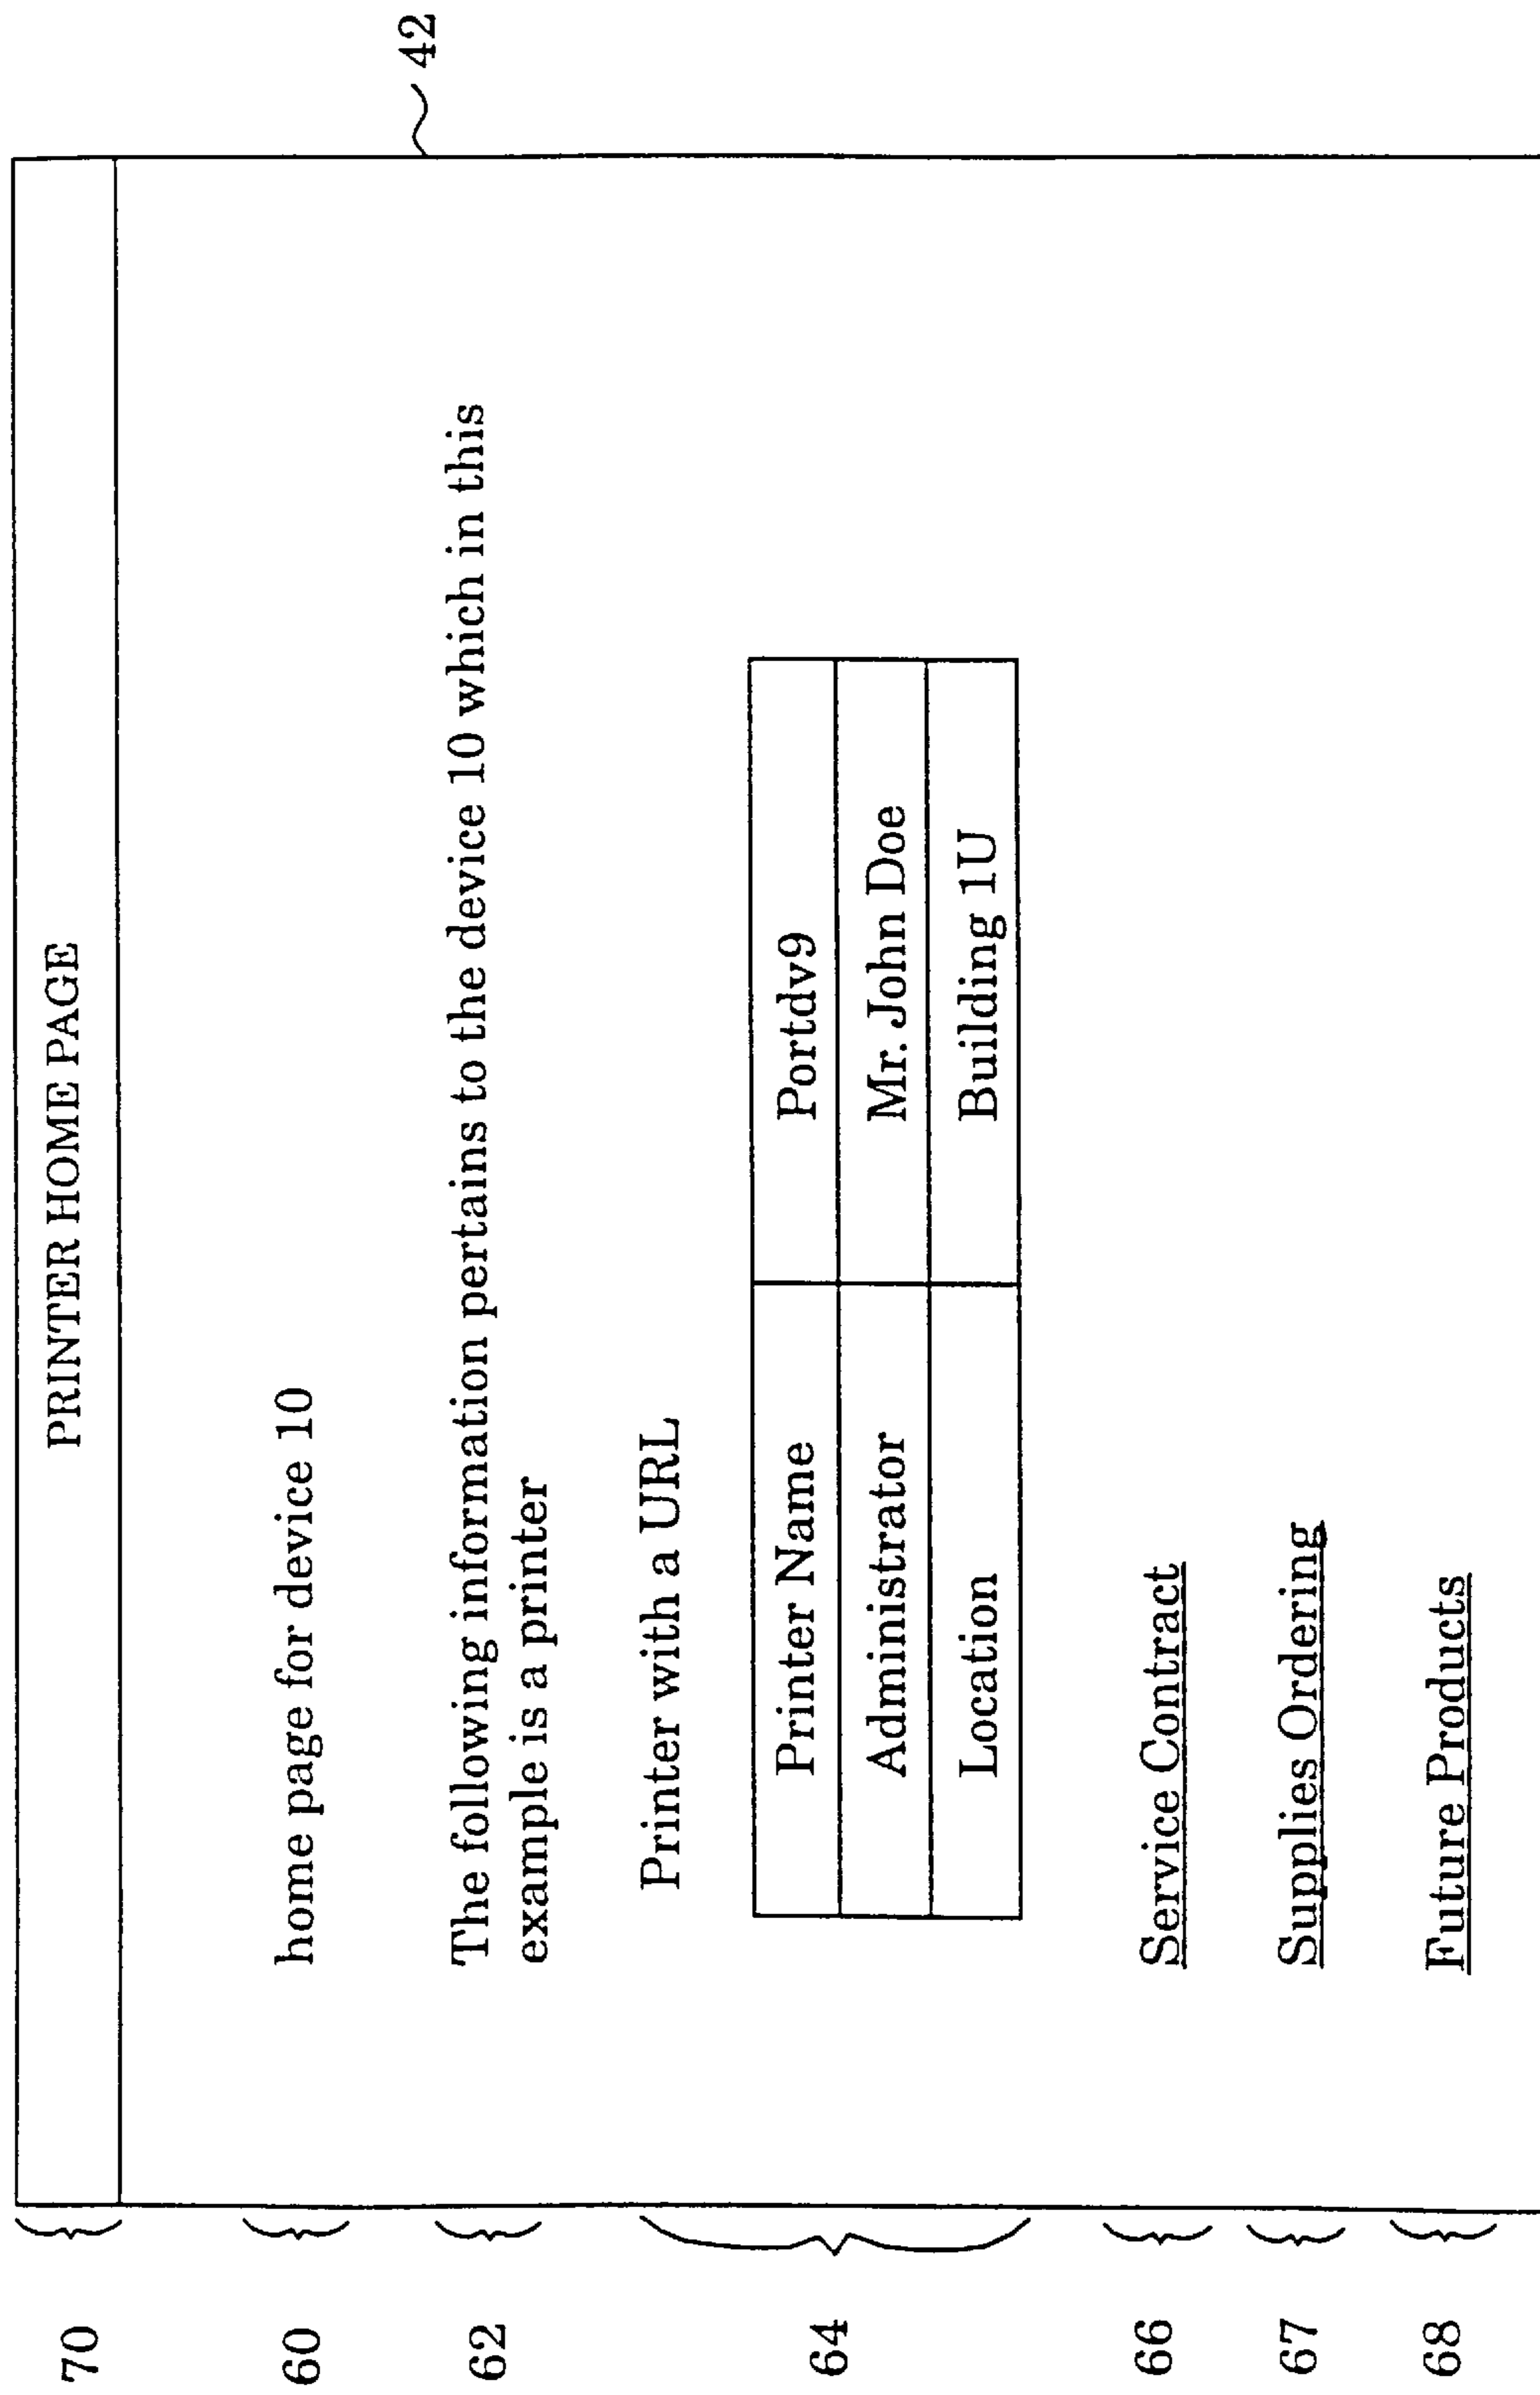 70 PRINTER HOME PAGE
60 home page for device 10
42
62 The following information pertains to the device 10 which in this
example is a printer
64 Printer with a URL
Printer Name Portdv9
Administrator Mr. John Doe
Location Building 1U
66 Service Contract
67 Supplies Ordering
68 Future Products